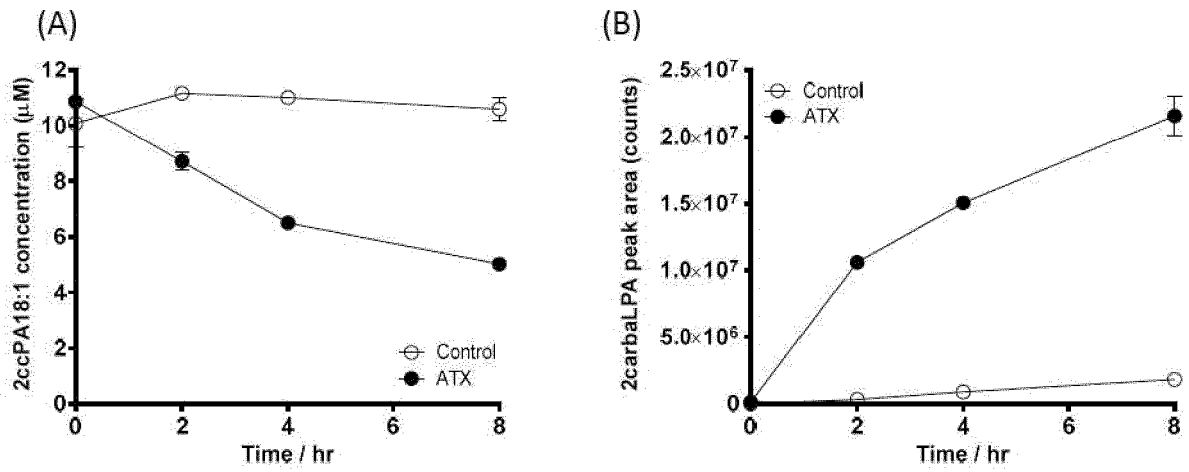 (A)
2ccPA18:1 concentration (μM)
12
10
8
6
4
2
0
Control
ATX
0 2 4 6 8
Time / hr
(B)
2carbaLPA peak area (counts)
2.5×10⁷
2.0×10⁷
1.5×10⁷
1.0×10⁷
5.0×10⁶
0
Control
ATX
0 2 4 6 8
Time / hr